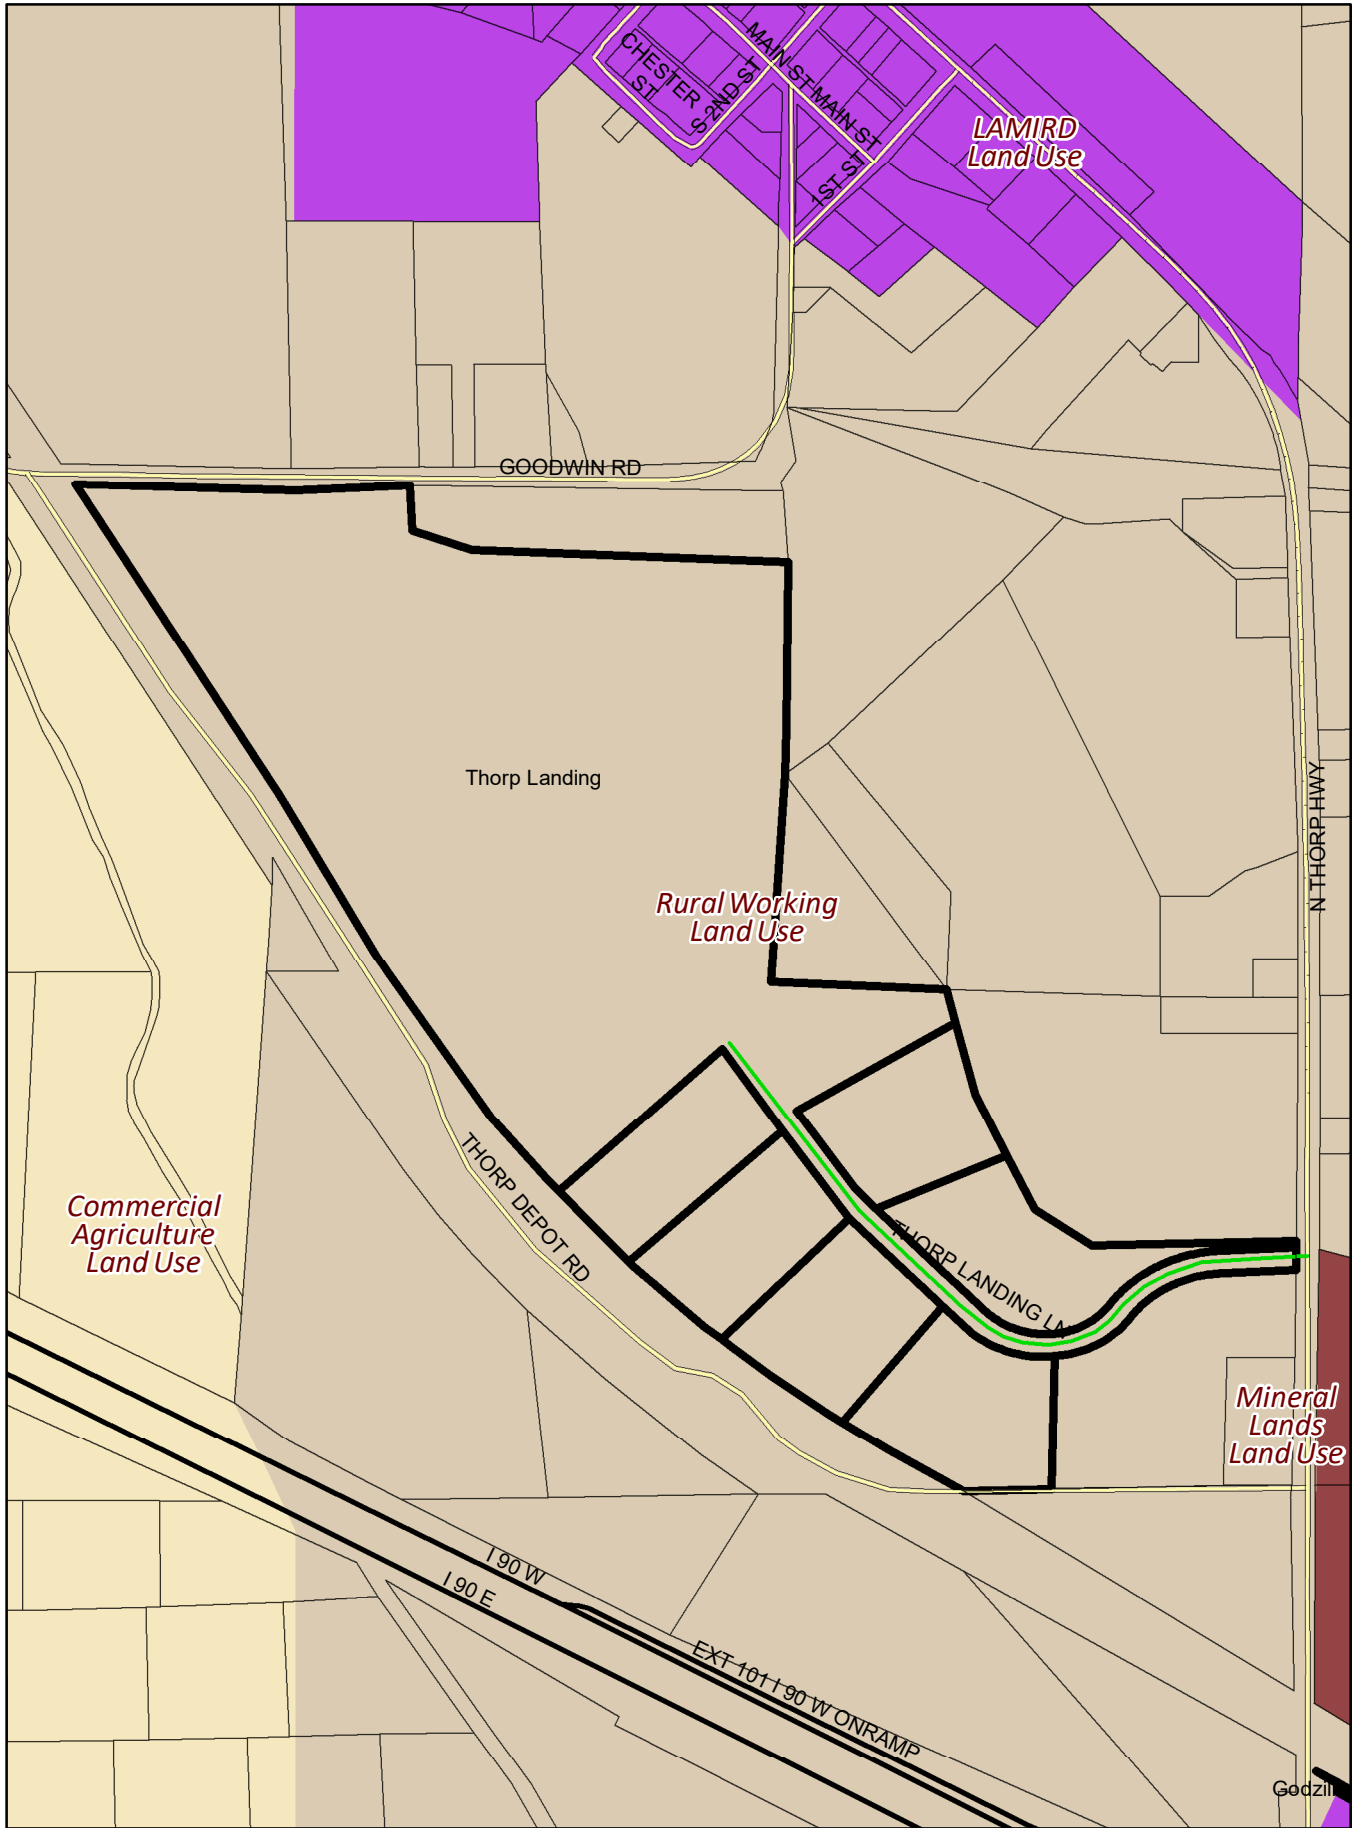 CHESTER
ST
S 2ND ST
MAIN ST
MAIN ST
1ST ST
LAMIRD
Land Use
GOODWIN RD
Thorp Landing
N THORP HWY
Rural Working
Land Use
THORP DEPOT RD
THORP LANDING LN
Commercial
Agriculture
Land Use
Mineral
Lands
Land Use
I 90 W
I 90 E
EXT 101 I 90 W ONRAMP